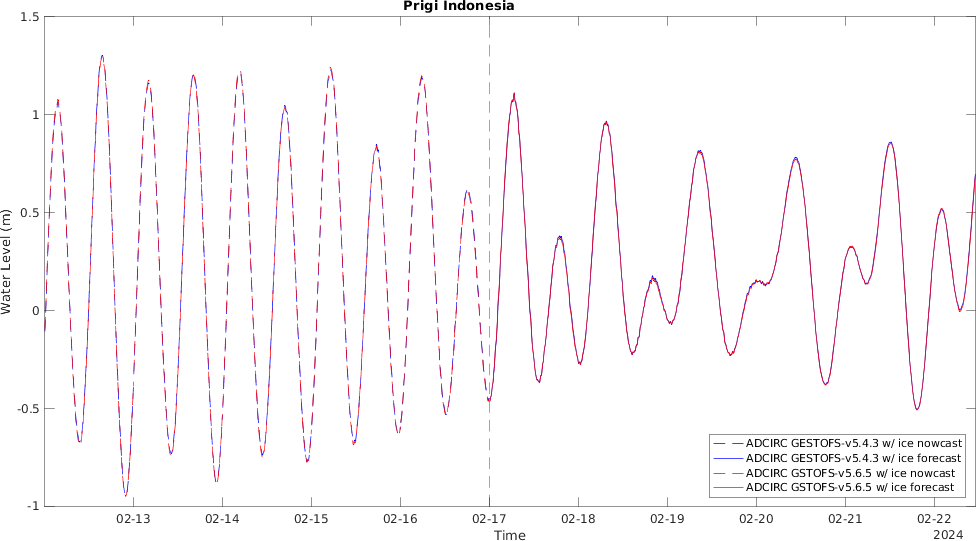 Prigi Indonesia
1.5
1
0.5
0
-0.5
-1
Water Level (m)
02-13 02-14 02-15 02-16 02-17 02-18 02-19 02-20 02-21 02-22
Time
2024
ADCIRC GESTOFS-v5.4.3 w/ ice nowcast
ADCIRC GESTOFS-v5.4.3 w/ ice forecast
ADCIRC GSTOFS-v5.6.5 w/ ice nowcast
ADCIRC GSTOFS-v5.6.5 w/ ice forecast